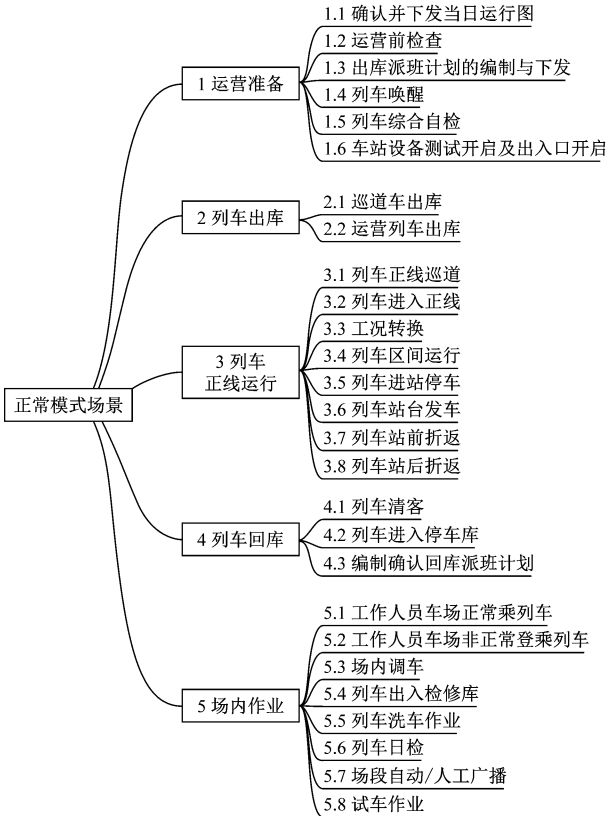 正常模式场景
1 运营准备
1.1 确认并下发当日运行图
1.2 运营前检查
1.3 出库派班计划的编制与下发
1.4 列车唤醒
1.5 列车综合自检
1.6 车站设备测试开启及出入口开启
2 列车出库
2.1 巡道车出库
2.2 运营列车出库
3 列车
正线运行
3.1 列车正线巡道
3.2 列车进入正线
3.3 工况转换
3.4 列车区间运行
3.5 列车进站停车
3.6 列车站台发车
3.7 列车站前折返
3.8 列车站后折返
4 列车回库
4.1 列车清客
4.2 列车进入停车库
4.3 编制确认回库派班计划
5 场内作业
5.1 工作人员车场正常乘列车
5.2 工作人员车场非正常登乘列车
5.3 场内调车
5.4 列车出入检修库
5.5 列车洗车作业
5.6 列车日检
5.7 场段自动/人工广播
5.8 试车作业